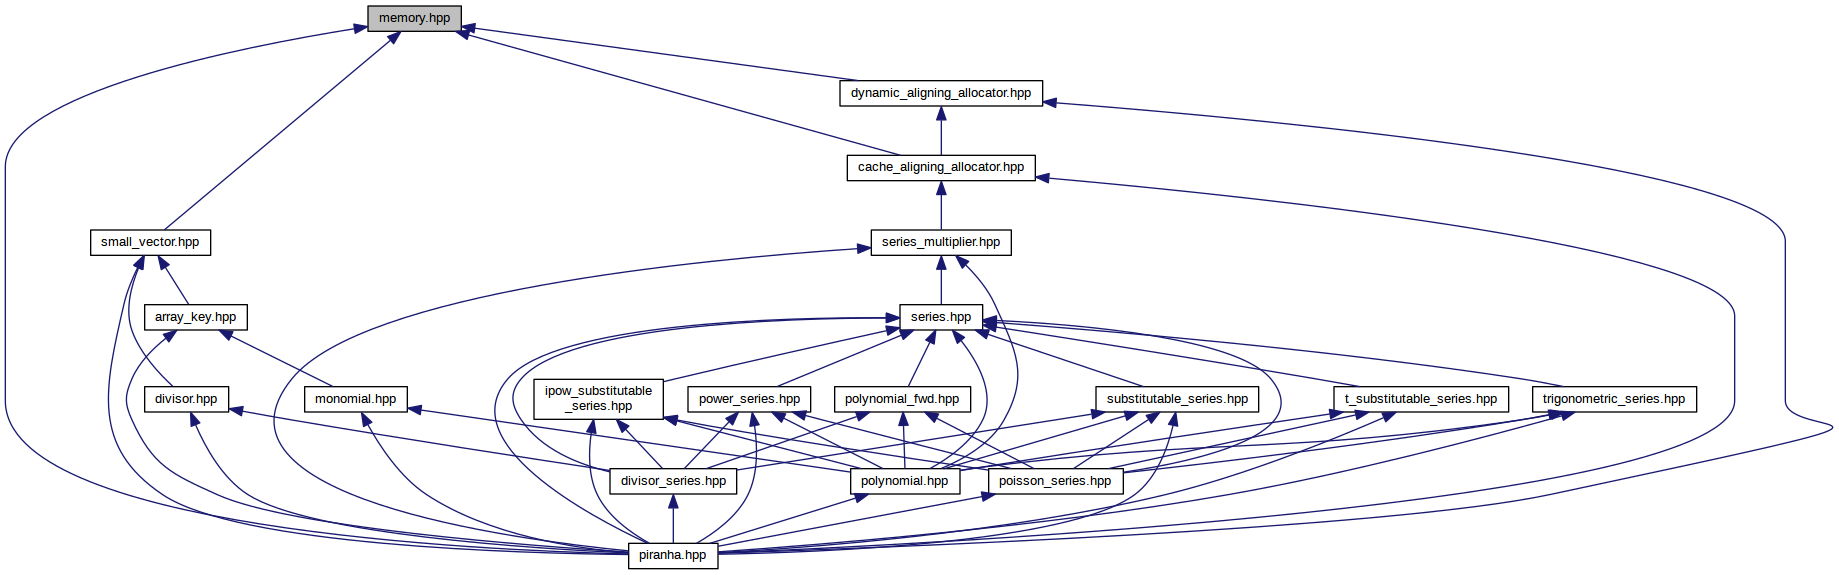 memory.hpp
dynamic_aligning_allocator.hpp
cache_aligning_allocator.hpp
small_vector.hpp
series_multiplier.hpp
array_key.hpp
series.hpp
divisor.hpp
monomial.hpp
ipow_substitutable
_series.hpp
power_series.hpp
polynomial_fwd.hpp
substitutable_series.hpp
t_substitutable_series.hpp
trigonometric_series.hpp
divisor_series.hpp
polynomial.hpp
poisson_series.hpp
piranha.hpp